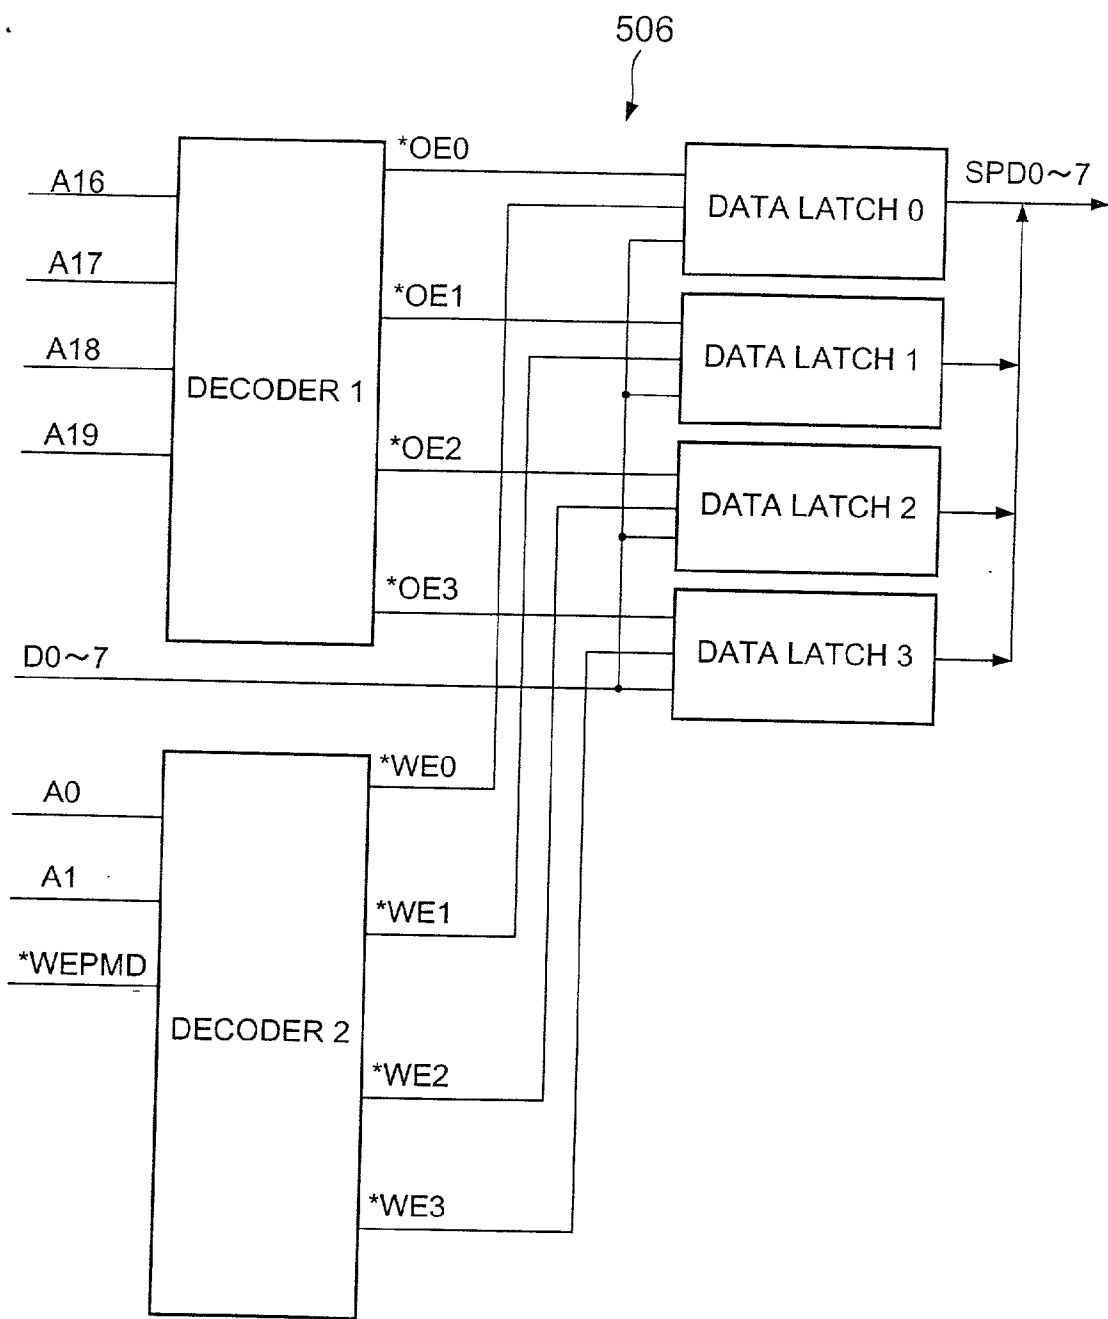 506
*OE0
SPD0～7
A16
DATA LATCH 0
A17
*OE1
A18
DATA LATCH 1
DECODER 1
A19
*OE2
DATA LATCH 2
*OE3
D0～7
DATA LATCH 3
*WE0
A0
A1
*WE1
*WEPMD
DECODER 2
*WE2
*WE3